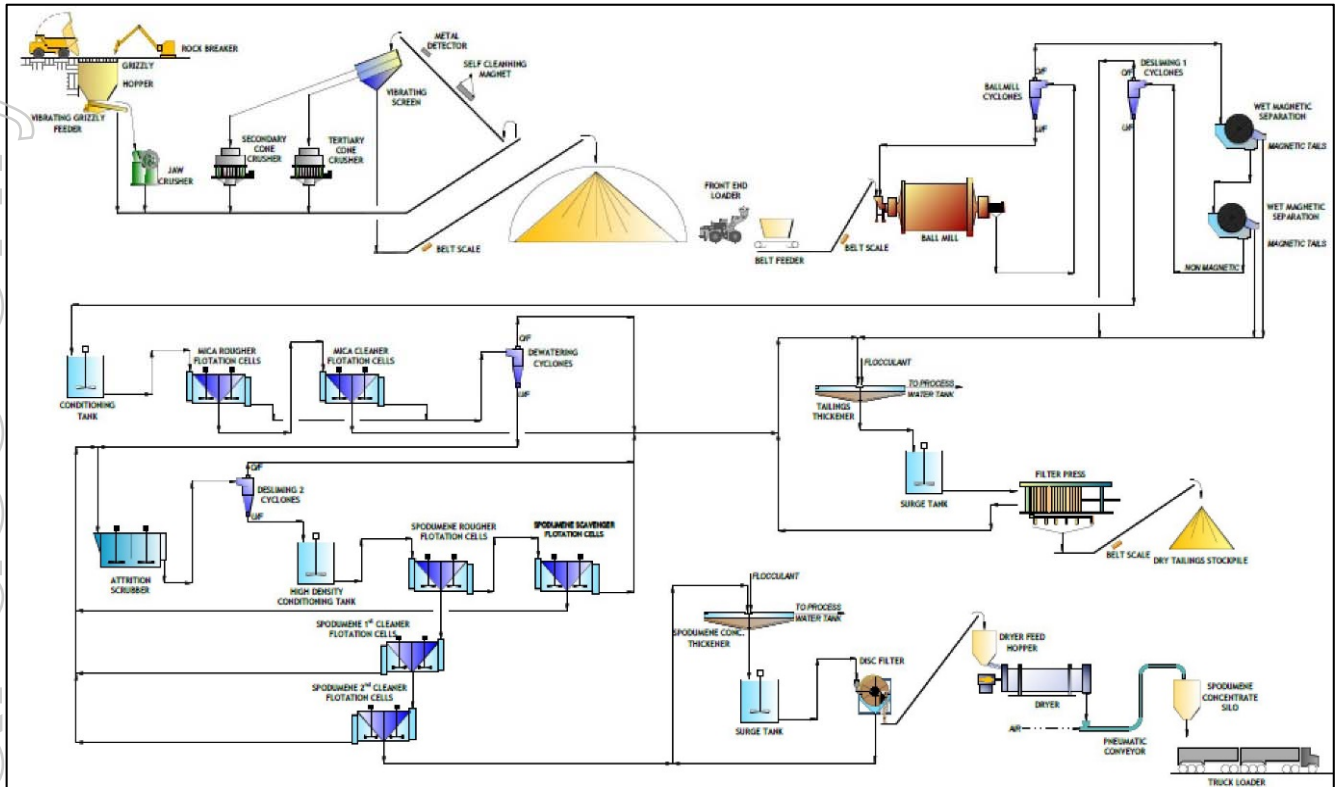 ROCK BREAKER
GRIZZLY
HOPPER
VIBRATING GRIZZLY
FEEDER
JAW
CRUSHER
SECONDARY
CONE
CRUSHER
TERTIARY
CONE
CRUSHER
VIBRATING
SCREEN
METAL
DETECTOR
SELF CLEANNING
MAGNET
BELT SCALE
FRONT END
LOADER
BELT FEEDER
BELT SCALE
BALL MILL
BALLMILL
CYCLONES
O/F
U/F
DESLIMING 1
CYCLONES
O/F
U/F
WET MAGNETIC
SEPARATION
MAGNETIC TAILS
WET MAGNETIC
SEPARATION
MAGNETIC TAILS
NON MAGNETIC
CONDITIONING
TANK
MICA ROUGHER
FLOTATION CELLS
MICA CLEANER
FLOTATION CELLS
O/F
DEWATERING
CYCLONES
U/F
FLOCCULANT
TO PROCESS
WATER TANK
TAILINGS
THICKENER
SURGE TANK
FILTER PRESS
BELT SCALE
DRY TAILINGS STOCKPILE
ATTRITION
SCRUBBER
O/F
DESLIMING 2
CYCLONES
U/F
HIGH DENSITY
CONDITIONING TANK
SPODUMENE ROUGHER
FLOTATION CELLS
SPODUMENE SCAVENGER
FLOTATION CELLS
SPODUMENE 1st CLEANER
FLOTATION CELLS
SPODUMENE 2nd CLEANER
FLOTATION CELLS
FLOCCULANT
TO PROCESS
WATER TANK
SPODUMENE CONC.
THICKENER
SURGE TANK
DISC FILTER
DRYER FEED
HOPPER
DRYER
AIR
PNEUMATIC
CONVEYOR
SPODUMENE
CONCENTRATE
SILO
TRUCK LOADER